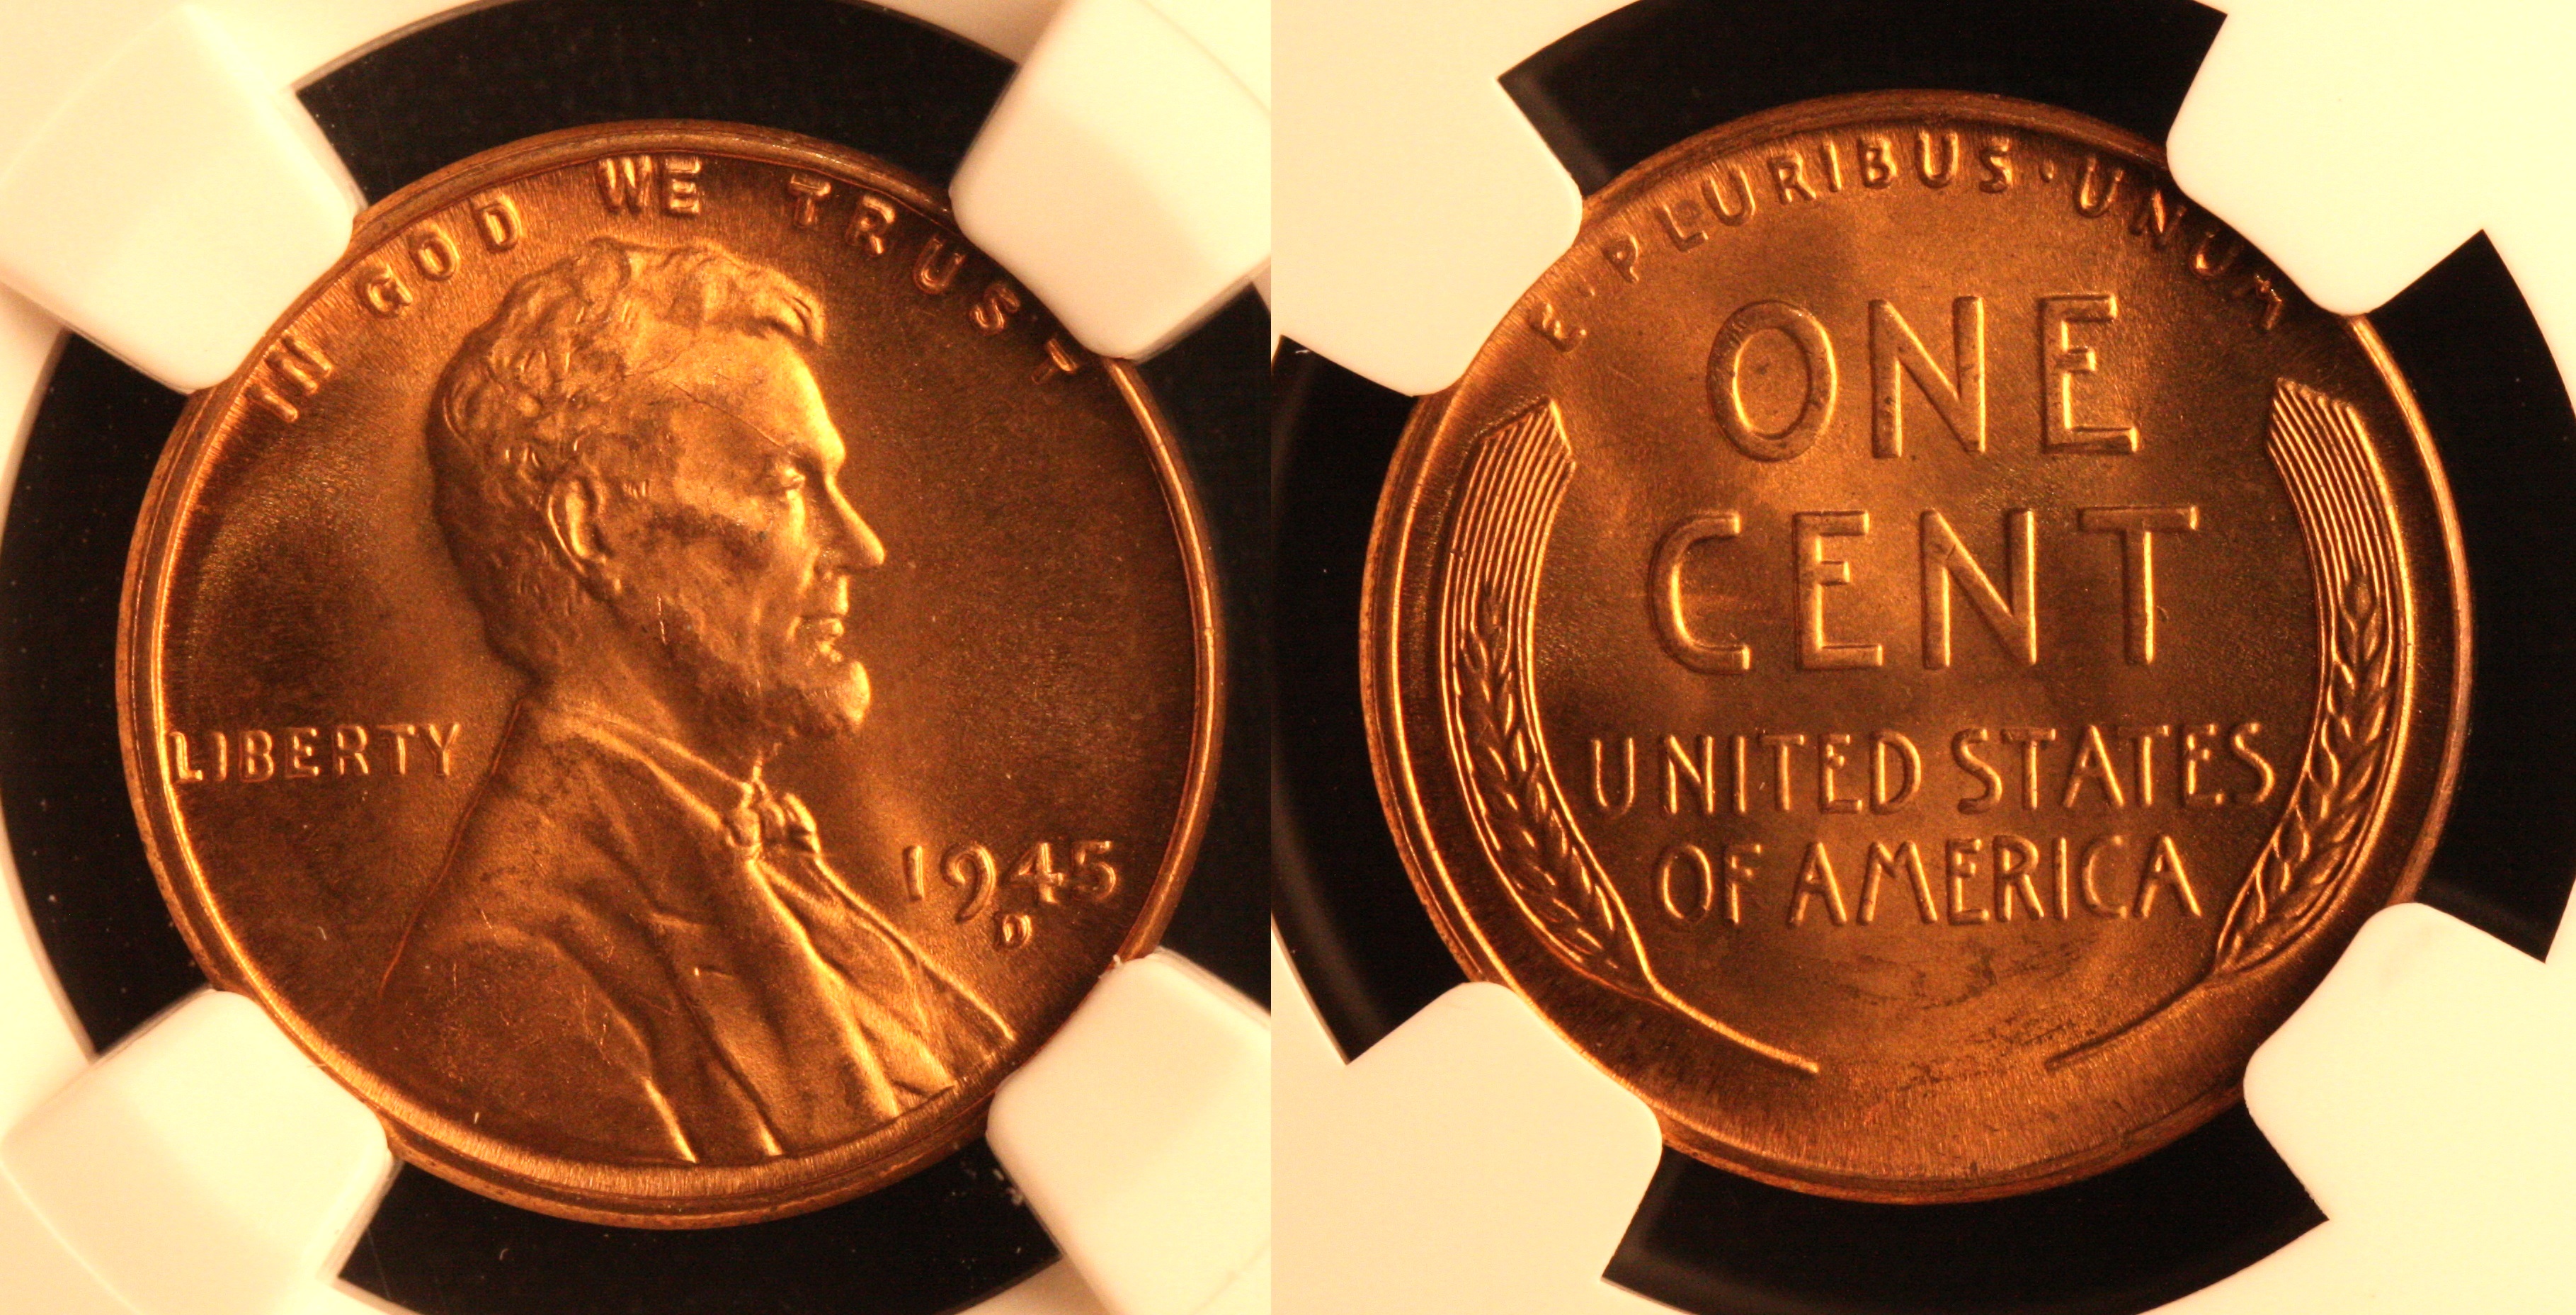 IN GOD WE TRUST
LIBERTY
1945
D
E·PLURIBUS·UNUM
ONE
CENT
UNITED STATES
OF AMERICA